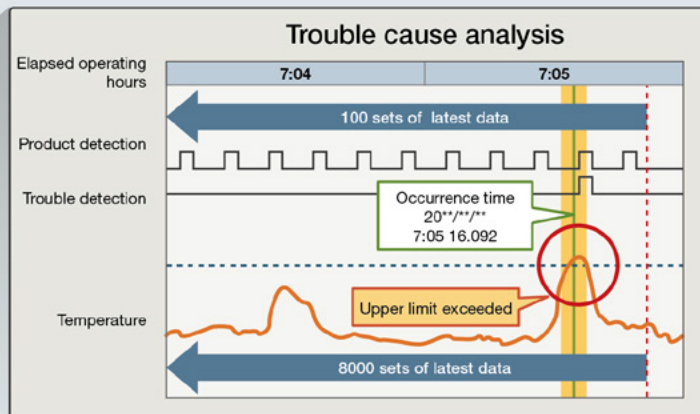 Trouble cause analysis
Elapsed operating
hours
7:04
7:05
100 sets of latest data
Product detection
Trouble detection
Occurrence time
20**/**/**
7:05 16.092
Upper limit exceeded
Temperature
8000 sets of latest data